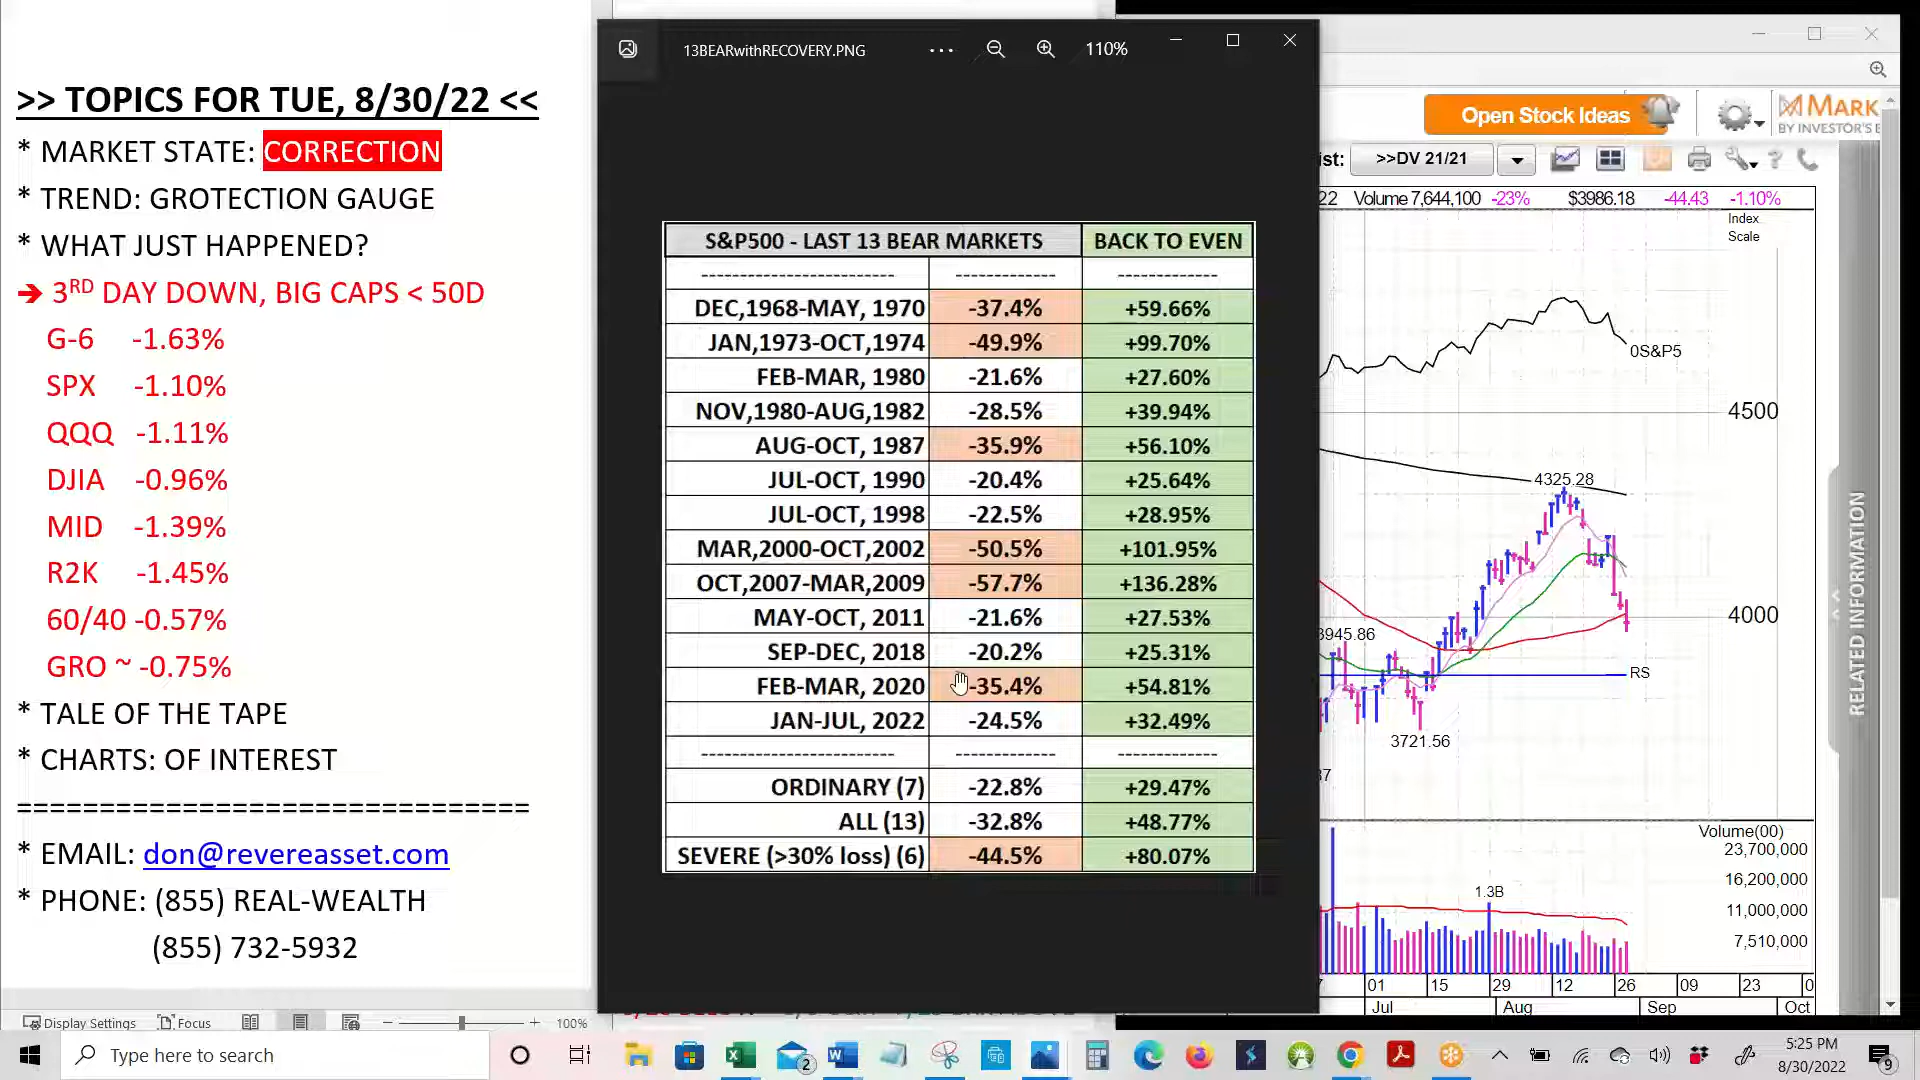 >> TOPICS FOR TUE, 8/30/22 <<
* MARKET STATE: CORRECTION
* TREND: GROTECTION GAUGE
* WHAT JUST HAPPENED?
➔ 3RD DAY DOWN, BIG CAPS < 50D
G-6 -1.63%
SPX -1.10%
QQQ -1.11%
DJIA -0.96%
MID -1.39%
R2K -1.45%
60/40 -0.57%
GRO ~ -0.75%
* TALE OF THE TAPE
* CHARTS: OF INTEREST
==============================
* EMAIL: don@revereasset.com
* PHONE: (855) REAL-WEALTH
(855) 732-5932
Display Settings Focus 100%
13BEARwithRECOVERY.PNG ... 110%
S&P500 - LAST 13 BEAR MARKETS BACK TO EVEN
------------------------- ------------- -------------
DEC,1968-MAY, 1970 -37.4% +59.66%
JAN,1973-OCT,1974 -49.9% +99.70%
FEB-MAR, 1980 -21.6% +27.60%
NOV,1980-AUG,1982 -28.5% +39.94%
AUG-OCT, 1987 -35.9% +56.10%
JUL-OCT, 1990 -20.4% +25.64%
JUL-OCT, 1998 -22.5% +28.95%
MAR,2000-OCT,2002 -50.5% +101.95%
OCT,2007-MAR,2009 -57.7% +136.28%
MAY-OCT, 2011 -21.6% +27.53%
SEP-DEC, 2018 -20.2% +25.31%
FEB-MAR, 2020 -35.4% +54.81%
JAN-JUL, 2022 -24.5% +32.49%
------------------------- ------------- -------------
ORDINARY (7) -22.8% +29.47%
ALL (13) -32.8% +48.77%
SEVERE (>30% loss) (6) -44.5% +80.07%
Open Stock Ideas
MARK
BY INVESTOR'S
ist: >>DV 21/21
22 Volume 7,644,100 -23% $3986.18 -44.43 -1.10%
Index
Scale
0S&P5
4500
4325.28
4000
3945.86
RS
3721.56
37
RELATED INFORMATION
Volume(00)
23,700,000
16,200,000
1.3B
11,000,000
7,510,000
01 15 29 12 26 09 23 0
Jul Aug Sep Oct
Type here to search
2
5:25 PM
8/30/2022
9